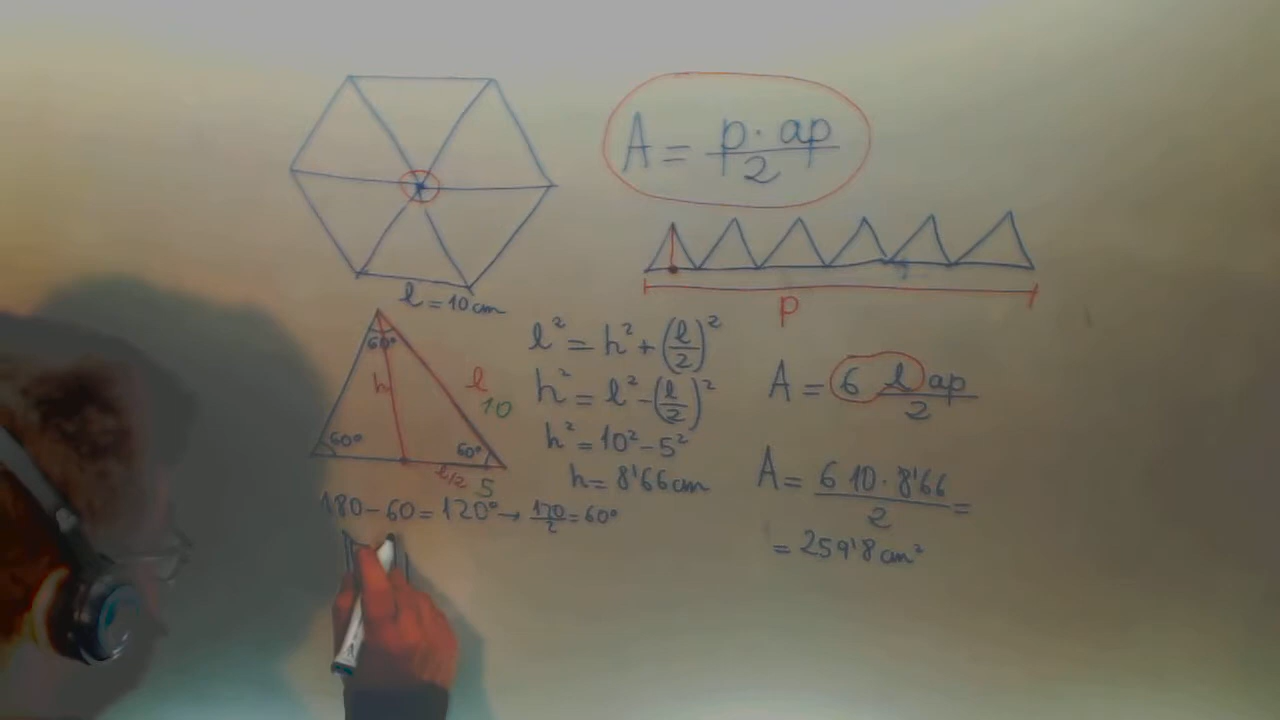 A = p · ap / 2
l = 10 cm
p
60°
h
l
10
60°
60°
l/2
5
l² = h² + (l/2)²
h² = l² - (l/2)²
h² = 10² - 5²
h = 8'66 cm
180 - 60 = 120° → 120/2 = 60°
A = 6 l ap / 2
A = 6 10 · 8'66 / 2 =
= 259'8 cm²